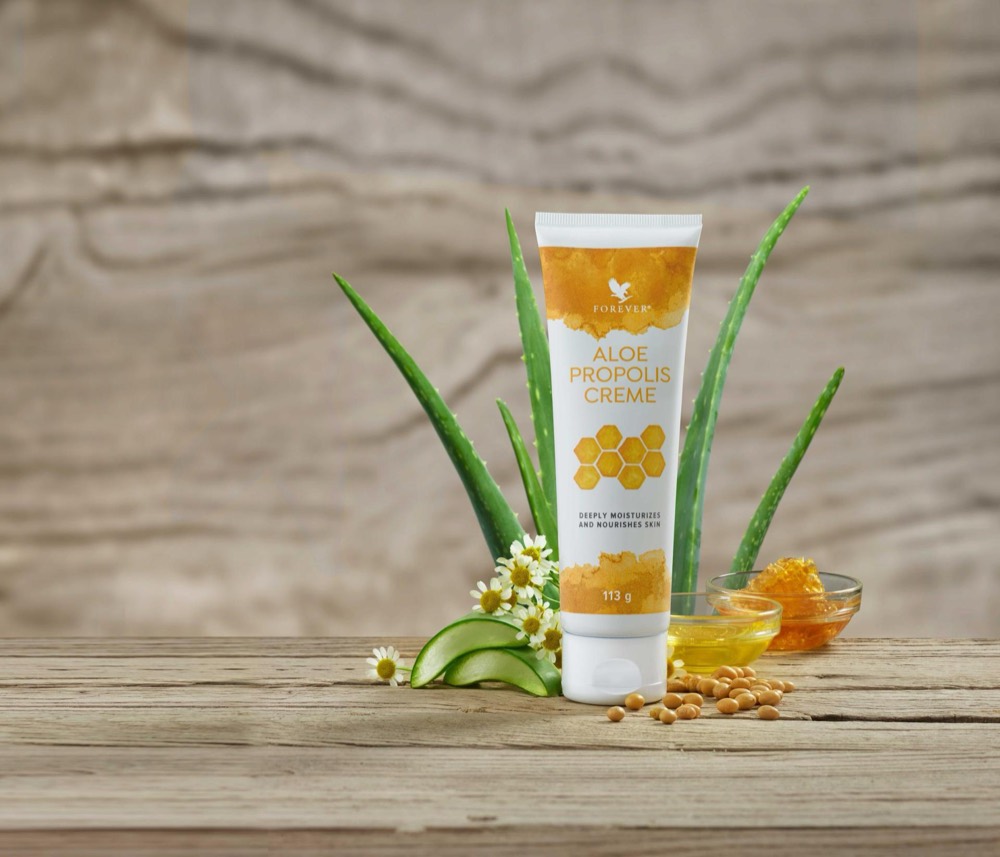 FOREVER®
ALOE
PROPOLIS
CREME
DEEPLY MOISTURIZES
AND NOURISHES SKIN
113 g